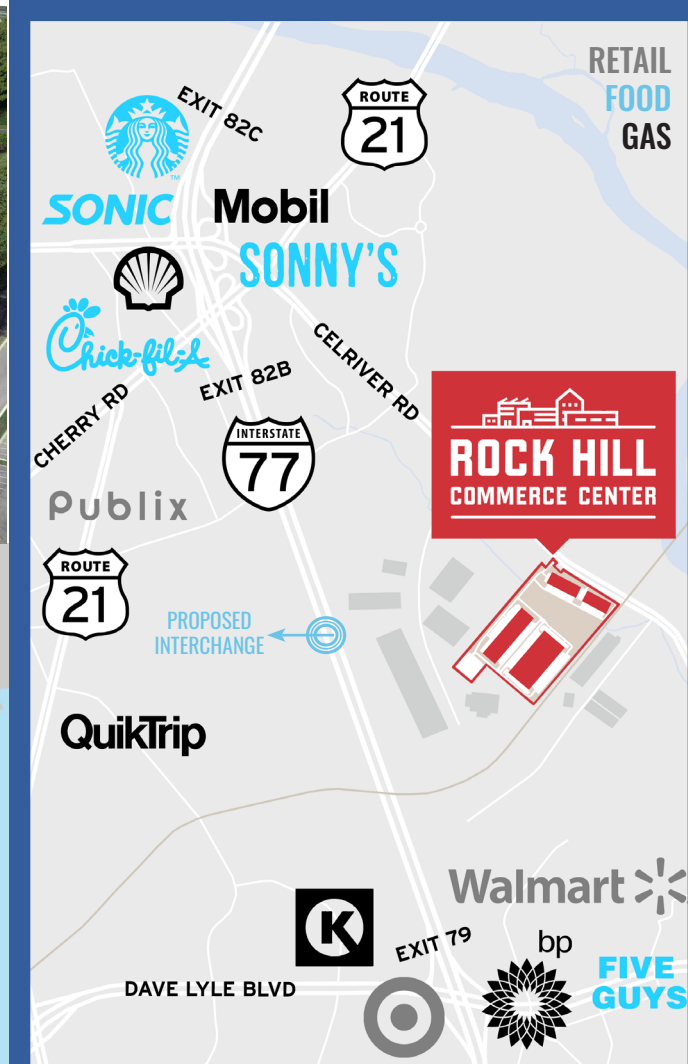 RETAIL
FOOD
GAS
EXIT 82C
ROUTE
21
TM
SONIC
Mobil
SONNY'S
Chick-fil-A
CELRIVER RD
EXIT 82B
CHERRY RD
INTERSTATE
77
ROCK HILL
COMMERCE CENTER
Publix
ROUTE
21
PROPOSED
INTERCHANGE
QuikTrip
Walmart
K
EXIT 79
bp
FIVE
GUYS
DAVE LYLE BLVD